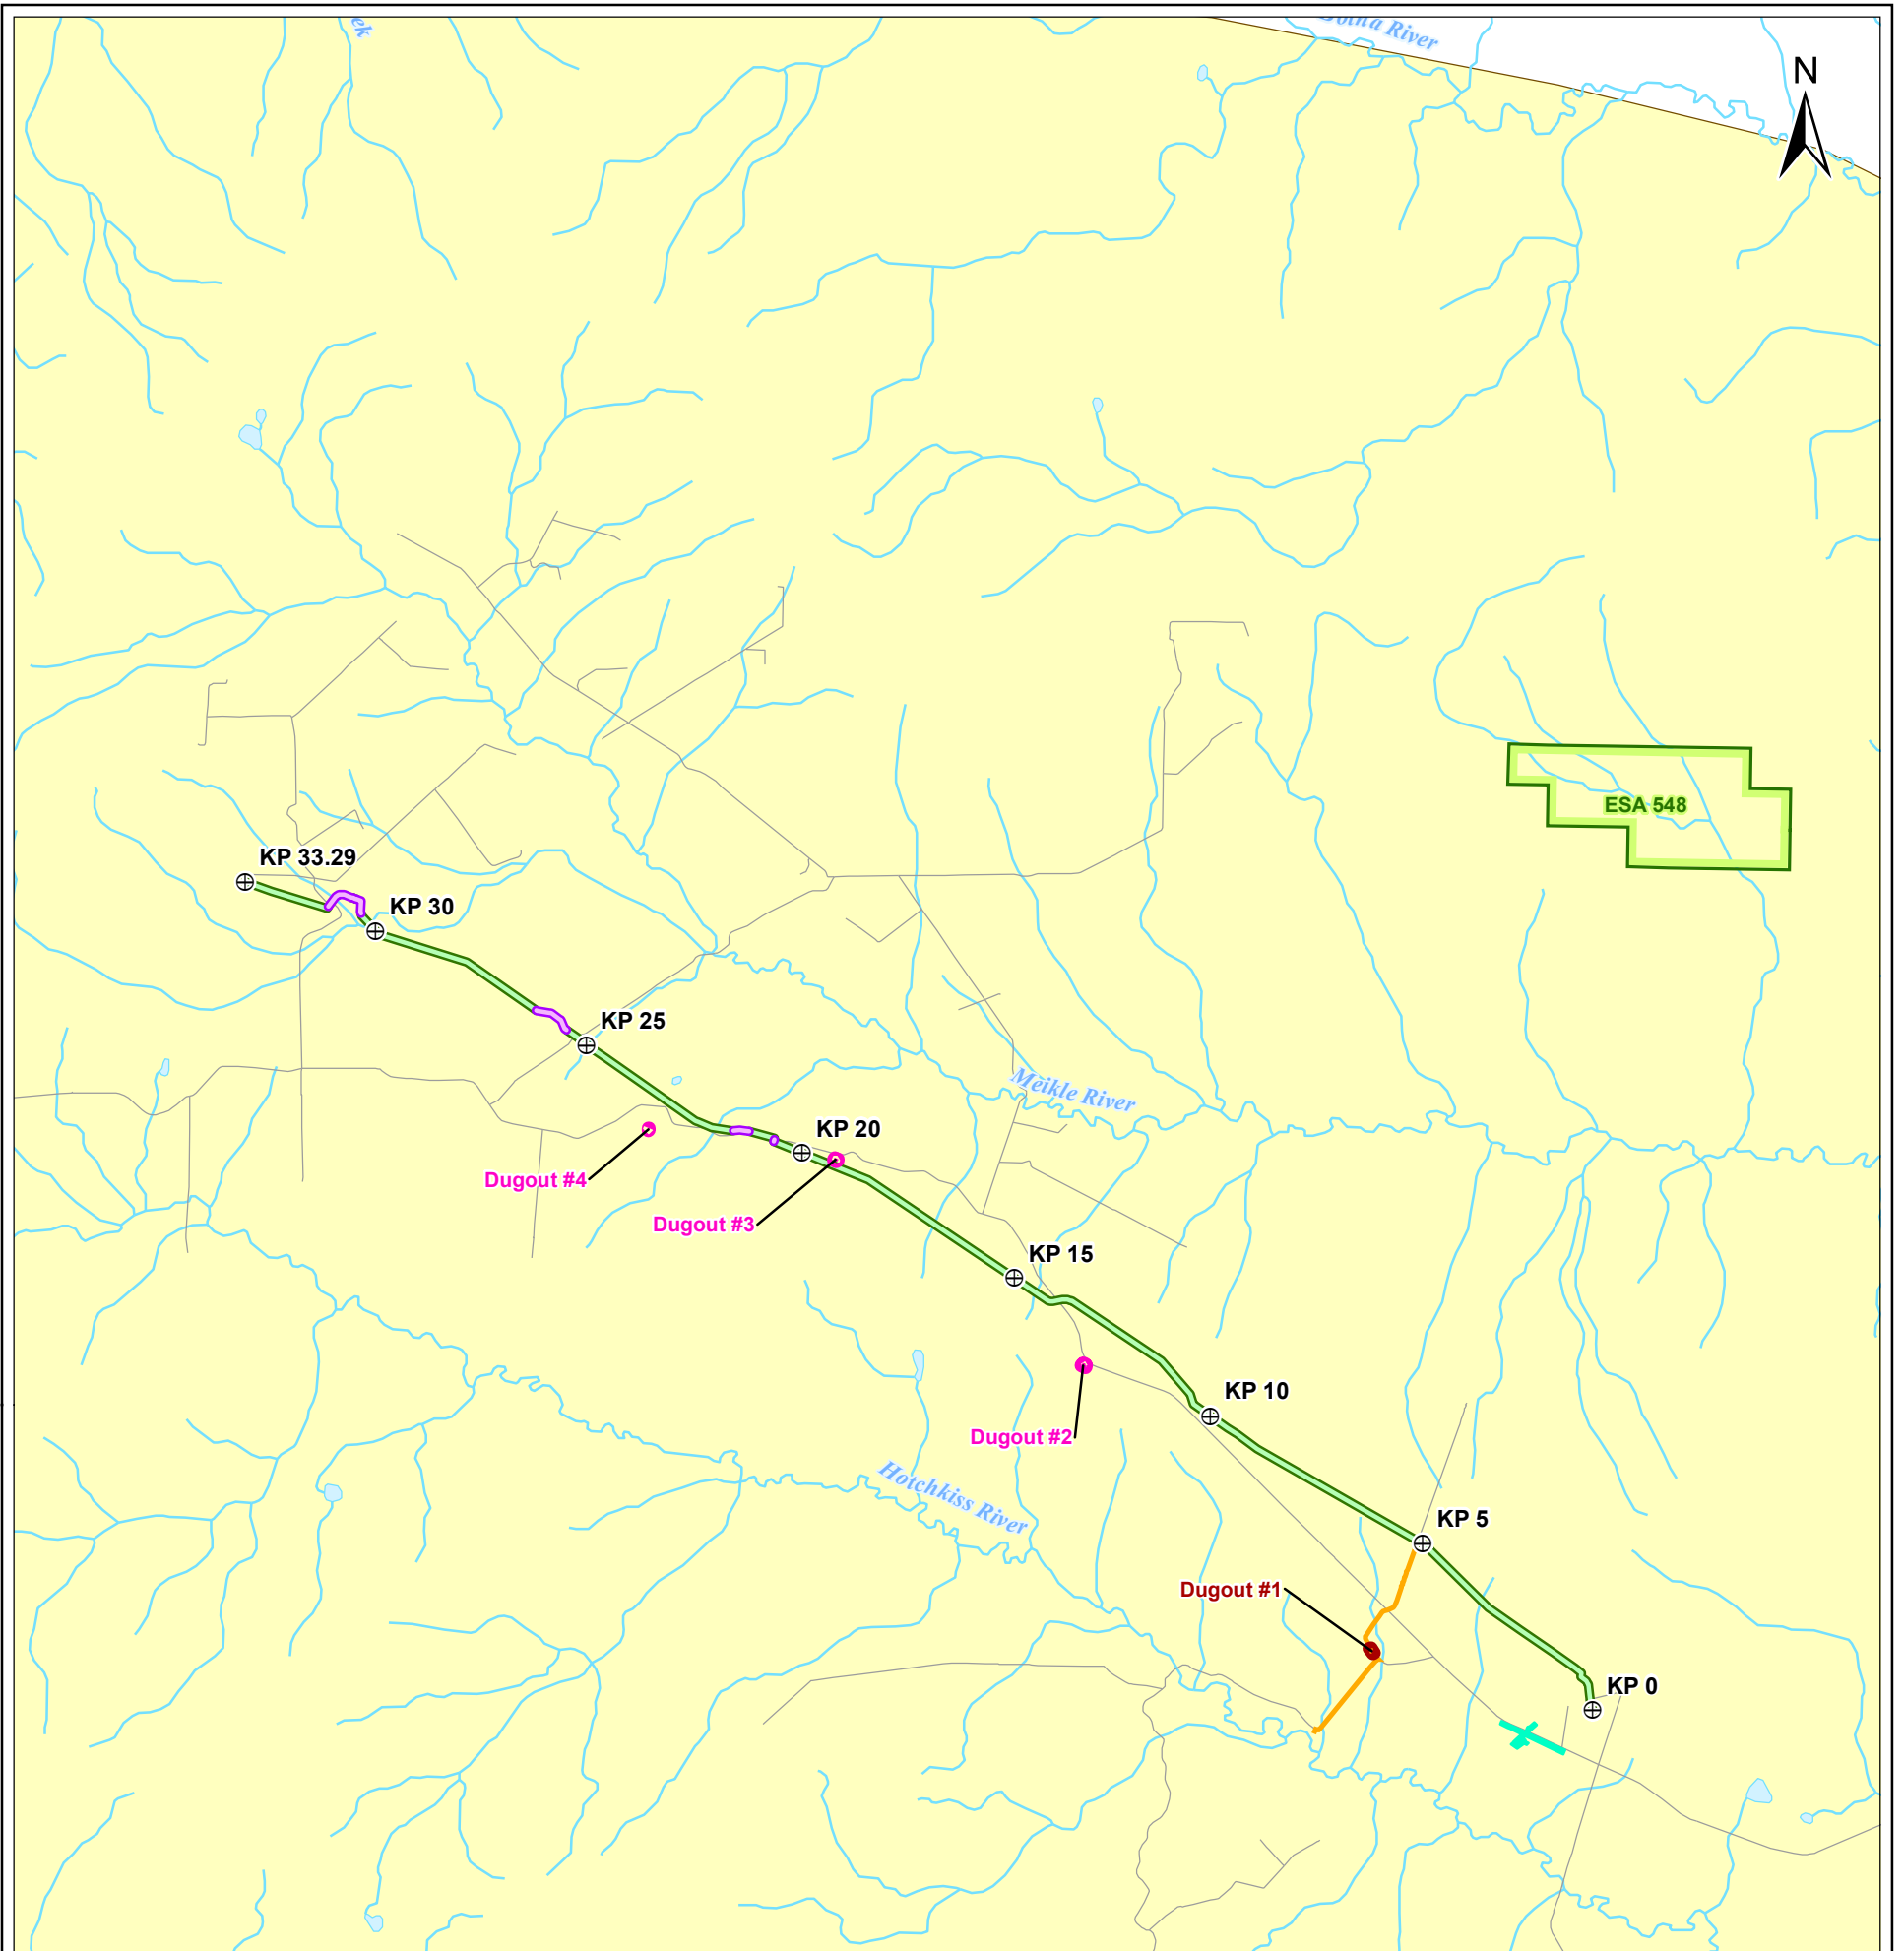 River
N
ESA 548
KP 33.29
KP 30
KP 25
Meikle River
KP 20
Dugout #4
Dugout #3
KP 15
KP 10
Dugout #2
Hotchkiss River
KP 5
Dugout #1
KP 0